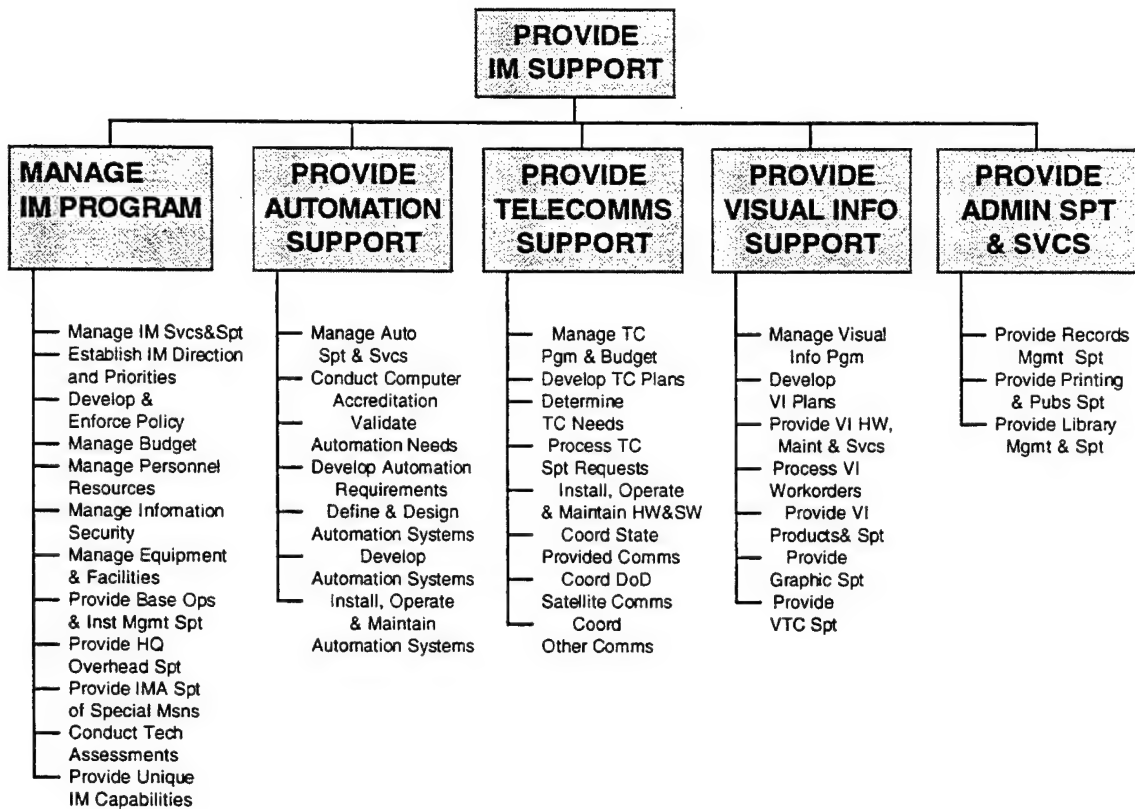 PROVIDE
IM SUPPORT
MANAGE
IM PROGRAM
PROVIDE
AUTOMATION
SUPPORT
PROVIDE
TELECOMMS
SUPPORT
PROVIDE
VISUAL INFO
SUPPORT
PROVIDE
ADMIN SPT
& SVCS
Manage IM Svcs&Spt
Establish IM Direction
and Priorities
Develop &
Enforce Policy
Manage Budget
Manage Personnel
Resources
Manage Infomation
Security
Manage Equipment
& Facilities
Provide Base Ops
& Inst Mgmt Spt
Provide HQ
Overhead Spt
Provide IMA Spt
of Special Msns
Conduct Tech
Assessments
Provide Unique
IM Capabilities
Manage Auto
Spt & Svcs
Conduct Computer
Accreditation
Validate
Automation Needs
Develop Automation
Requirements
Define & Design
Automation Systems
Develop
Automation Systems
Install, Operate
& Maintain
Automation Systems
Manage TC
Pgm & Budget
Develop TC Plans
Determine
TC Needs
Process TC
Spt Requests
Install, Operate
& Maintain HW&SW
Coord State
Provided Comms
Coord DoD
Satellite Comms
Coord
Other Comms
Manage Visual
Info Pgm
Develop
VI Plans
Provide VI HW,
Maint & Svcs
Process VI
Workorders
Provide VI
Products& Spt
Provide
Graphic Spt
Provide
VTC Spt
Provide Records
Mgmt Spt
Provide Printing
& Pubs Spt
Provide Library
Mgmt & Spt